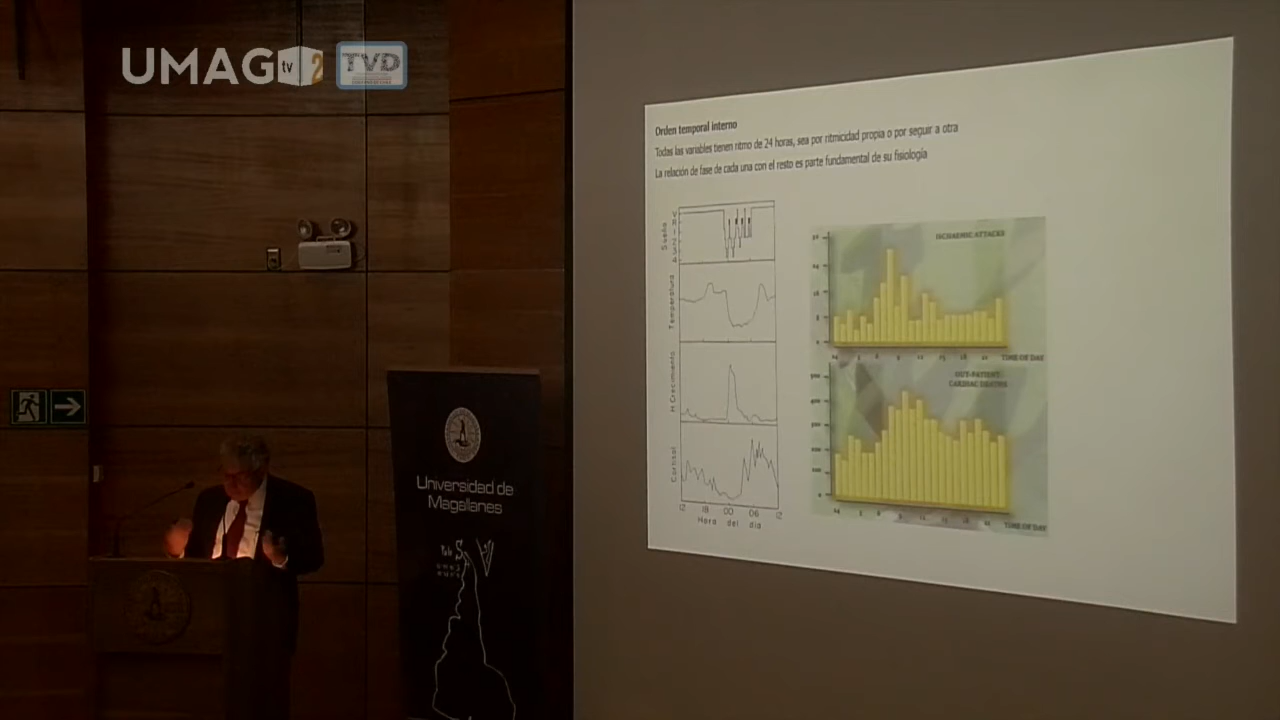 UMAG tv 2 TVD
Orden temporal interno
Todas las variables tienen ritmo de 24 horas, sea por ritmicidad propia o por seguir a otra
La relación de fase de cada una con el resto es parte fundamental de su fisiología
Sueño
Temperatura
H Crecimiento
Cortisol
12 18 00 06 12
Hora del día
ISCHAEMIC ATTACKS
TIME OF DAY
OUT-PATIENT
CARDIAC DEATHS
TIME OF DAY
Universidad de
Magallanes